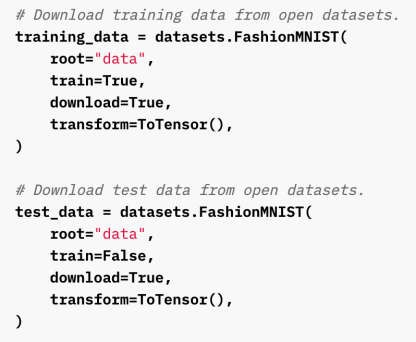 # Download training data from open datasets.
training_data = datasets.FashionMNIST(
    root="data",
    train=True,
    download=True,
    transform=ToTensor(),
)

# Download test data from open datasets.
test_data = datasets.FashionMNIST(
    root="data",
    train=False,
    download=True,
    transform=ToTensor(),
)